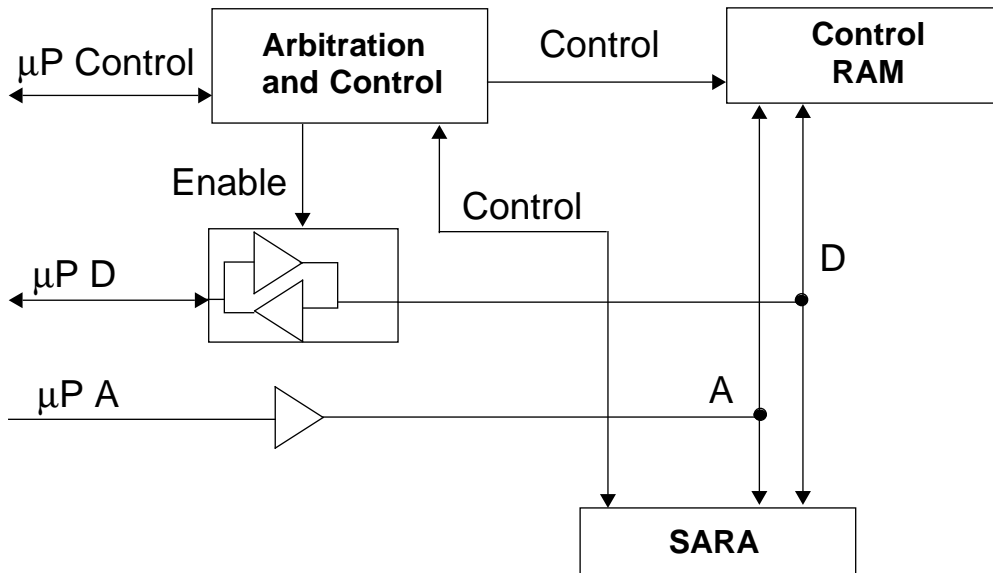 Arbitration
and Control
Control
Control
RAM
μP Control
Enable
Control
μP D
D
μP A
A
SARA